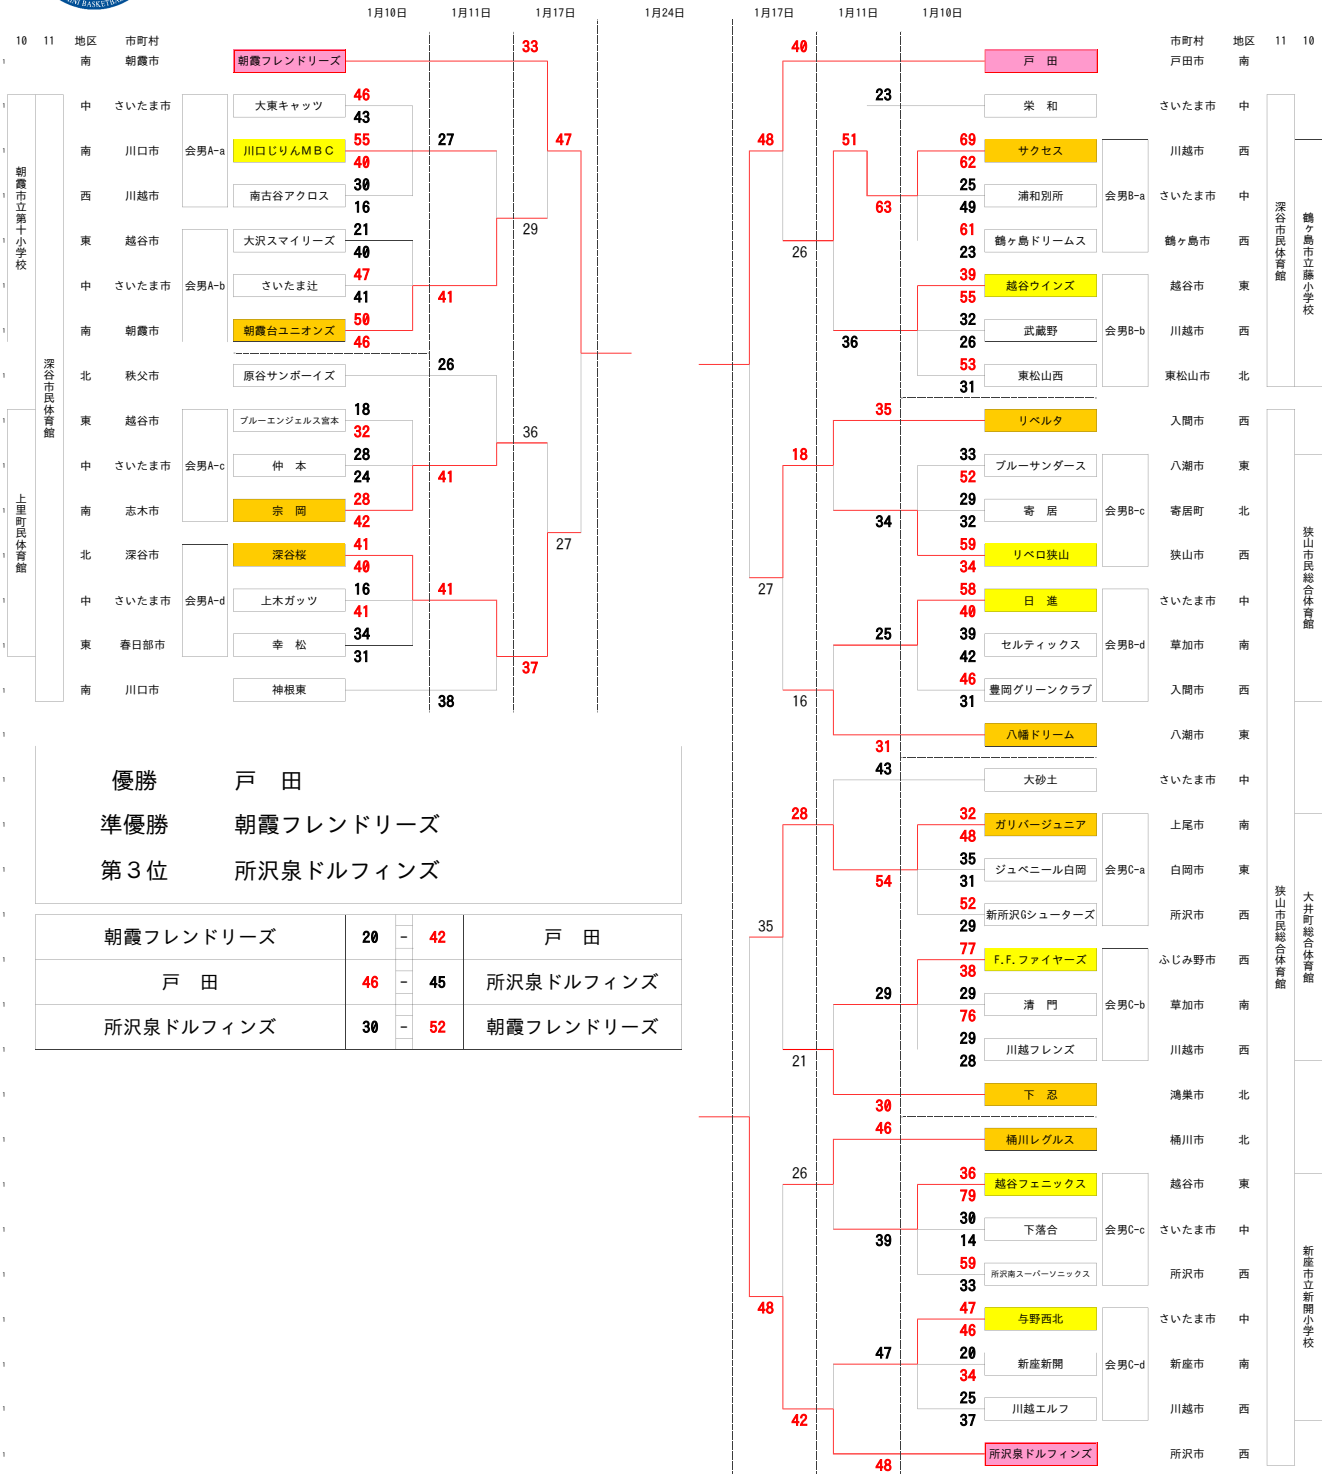 MINI BASKETBALL
1月10日 1月11日 1月17日 1月24日 1月17日 1月11日 1月10日
10 11 地区 市町村
市町村 地区 11 10
33
南 朝霞市 朝霞フレンドリーズ
中 さいたま市 大東キャッツ 46 43
南 川口市 会男A-a 川口じりんMBC 55 40 27 47
西 川越市 南古谷アクロス 30 16
東 越谷市 大沢スマイリーズ 21 40 29
中 さいたま市 会男A-b さいたま辻 47 41 41
南 朝霞市 朝霞台ユニオンズ 50 46
北 秩父市 原谷サンボーイズ 26
東 越谷市 ブルーエンジェルス宮本 18 32 36
中 さいたま市 会男A-c 仲 本 28 24 41
南 志木市 宗 岡 28 42
北 深谷市 深谷桜 41 40 27
中 さいたま市 会男A-d 上木ガッツ 16 41 41
東 春日部市 幸 松 34 31 37
南 川口市 神根東 38
朝霞市立第十小学校
深谷市民体育館
上里町民体育館
40 戸 田 戸田市 南
23 栄 和 さいたま市 中
48 51 69 62 サクセス 川越市 西
63 25 49 浦和別所 会男B-a さいたま市 中
26 61 23 鶴ヶ島ドリームス 鶴ヶ島市 西
39 55 越谷ウインズ 越谷市 東
36 32 26 武蔵野 会男B-b 川越市 西
53 31 東松山西 東松山市 北
35 リベルタ 入間市 西
18 33 52 ブルーサンダース 八潮市 東
34 29 32 寄 居 会男B-c 寄居町 北
59 34 リベロ狭山 狭山市 西
27 58 40 日 進 さいたま市 中
25 39 42 セルティックス 会男B-d 草加市 南
16 46 31 豊岡グリーンクラブ 入間市 西
31 八幡ドリーム 八潮市 東
43 大砂土 さいたま市 中
28 32 48 ガリバージュニア 上尾市 南
54 35 31 ジュベニール白岡 会男C-a 白岡市 東
35 52 29 新所沢Gシューターズ 所沢市 西
77 38 F.F.ファイヤーズ ふじみ野市 西
29 29 76 清 門 会男C-b 草加市 南
21 29 28 川越フレンズ 川越市 西
30 下 忍 鴻巣市 北
46 桶川レグルス 桶川市 北
26 36 79 越谷フェニックス 越谷市 東
39 30 14 下落合 会男C-c さいたま市 中
59 33 所沢南スーパーソニックス 所沢市 西
48 47 46 与野西北 さいたま市 中
47 20 34 新座新開 会男C-d 新座市 南
42 25 37 川越エルフ 川越市 西
48 所沢泉ドルフィンズ 所沢市 西
深谷市民体育館
鶴ヶ島市立藤小学校
狭山市民総合体育館
狭山市民総合体育館
大井町総合体育館
新座市立新開小学校
優勝 戸 田
準優勝 朝霞フレンドリーズ
第3位 所沢泉ドルフィンズ
朝霞フレンドリーズ 20 - 42 戸 田
戸 田 46 - 45 所沢泉ドルフィンズ
所沢泉ドルフィンズ 30 - 52 朝霞フレンドリーズ